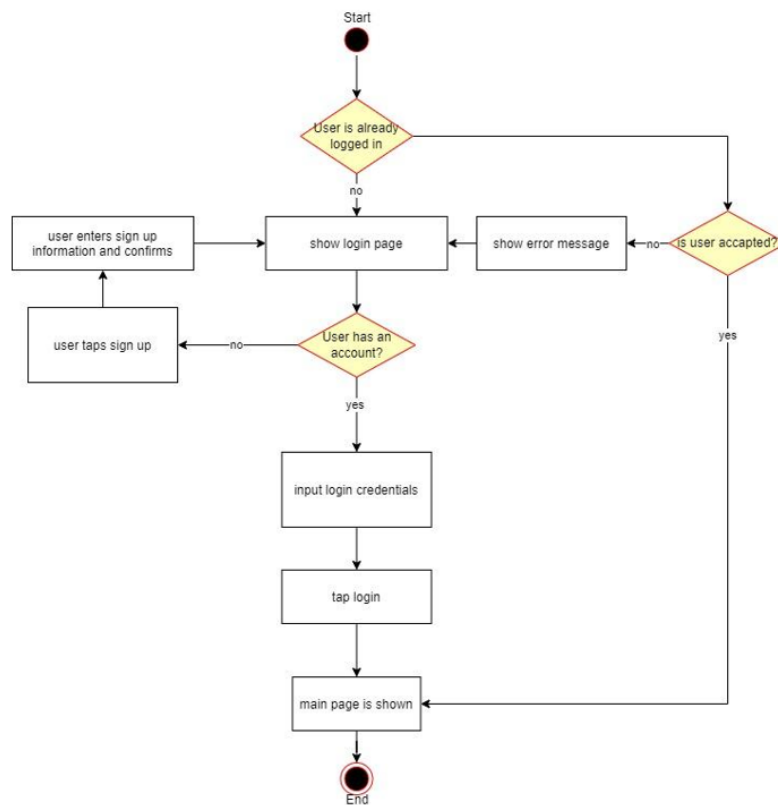 Start
User is already
logged in
no
user enters sign up
information and confirms
show login page
show error message
no
is user accapted?
user taps sign up
no
User has an
account?
yes
yes
input login credentials
tap login
main page is shown
End